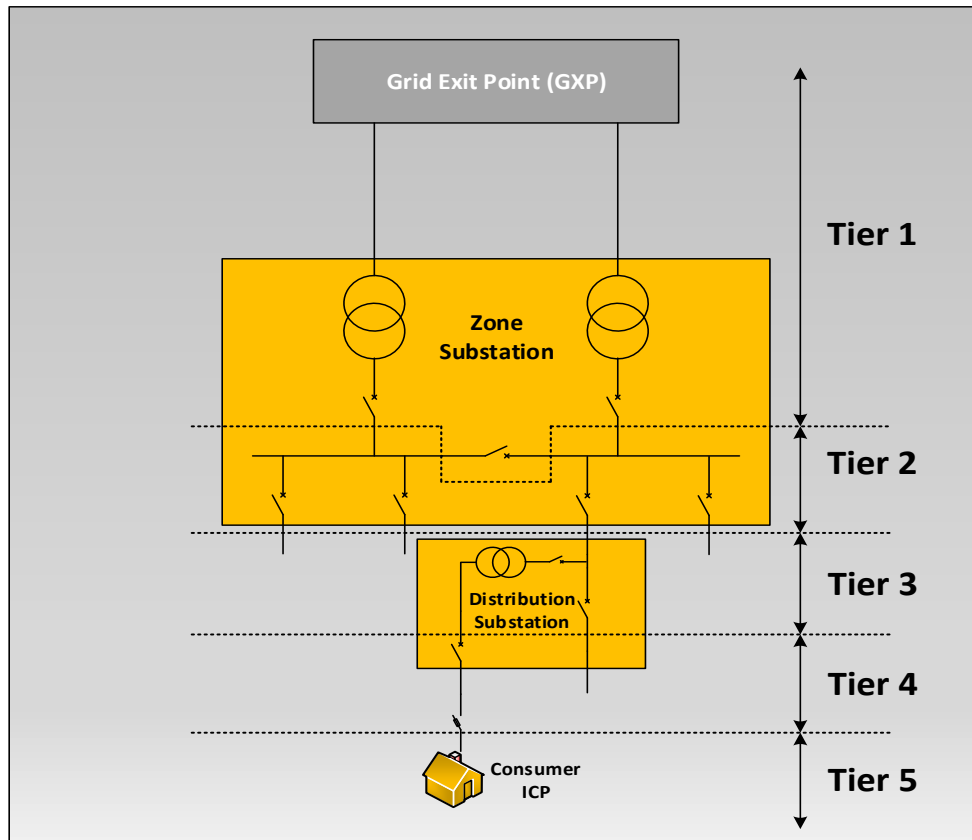 Grid Exit Point (GXP)
Tier 1
Zone
Substation
Tier 2
Tier 3
Distribution
Substation
Tier 4
Consumer
ICP
Tier 5